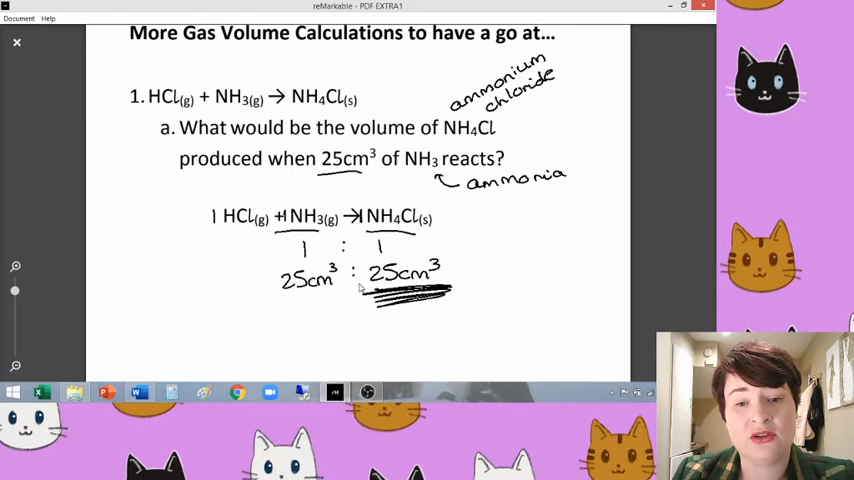 reMarkable - PDF EXTRA1
Document Help
More Gas Volume Calculations to have a go at...
1. HCl(g) + NH3(g) → NH4Cl(s)
ammonium
chloride
a. What would be the volume of NH4Cl
produced when 25cm³ of NH3 reacts?
ammonia
1 HCl(g) + 1 NH3(g) → 1 NH4Cl(s)
1 : 1
25cm³ : 25cm³